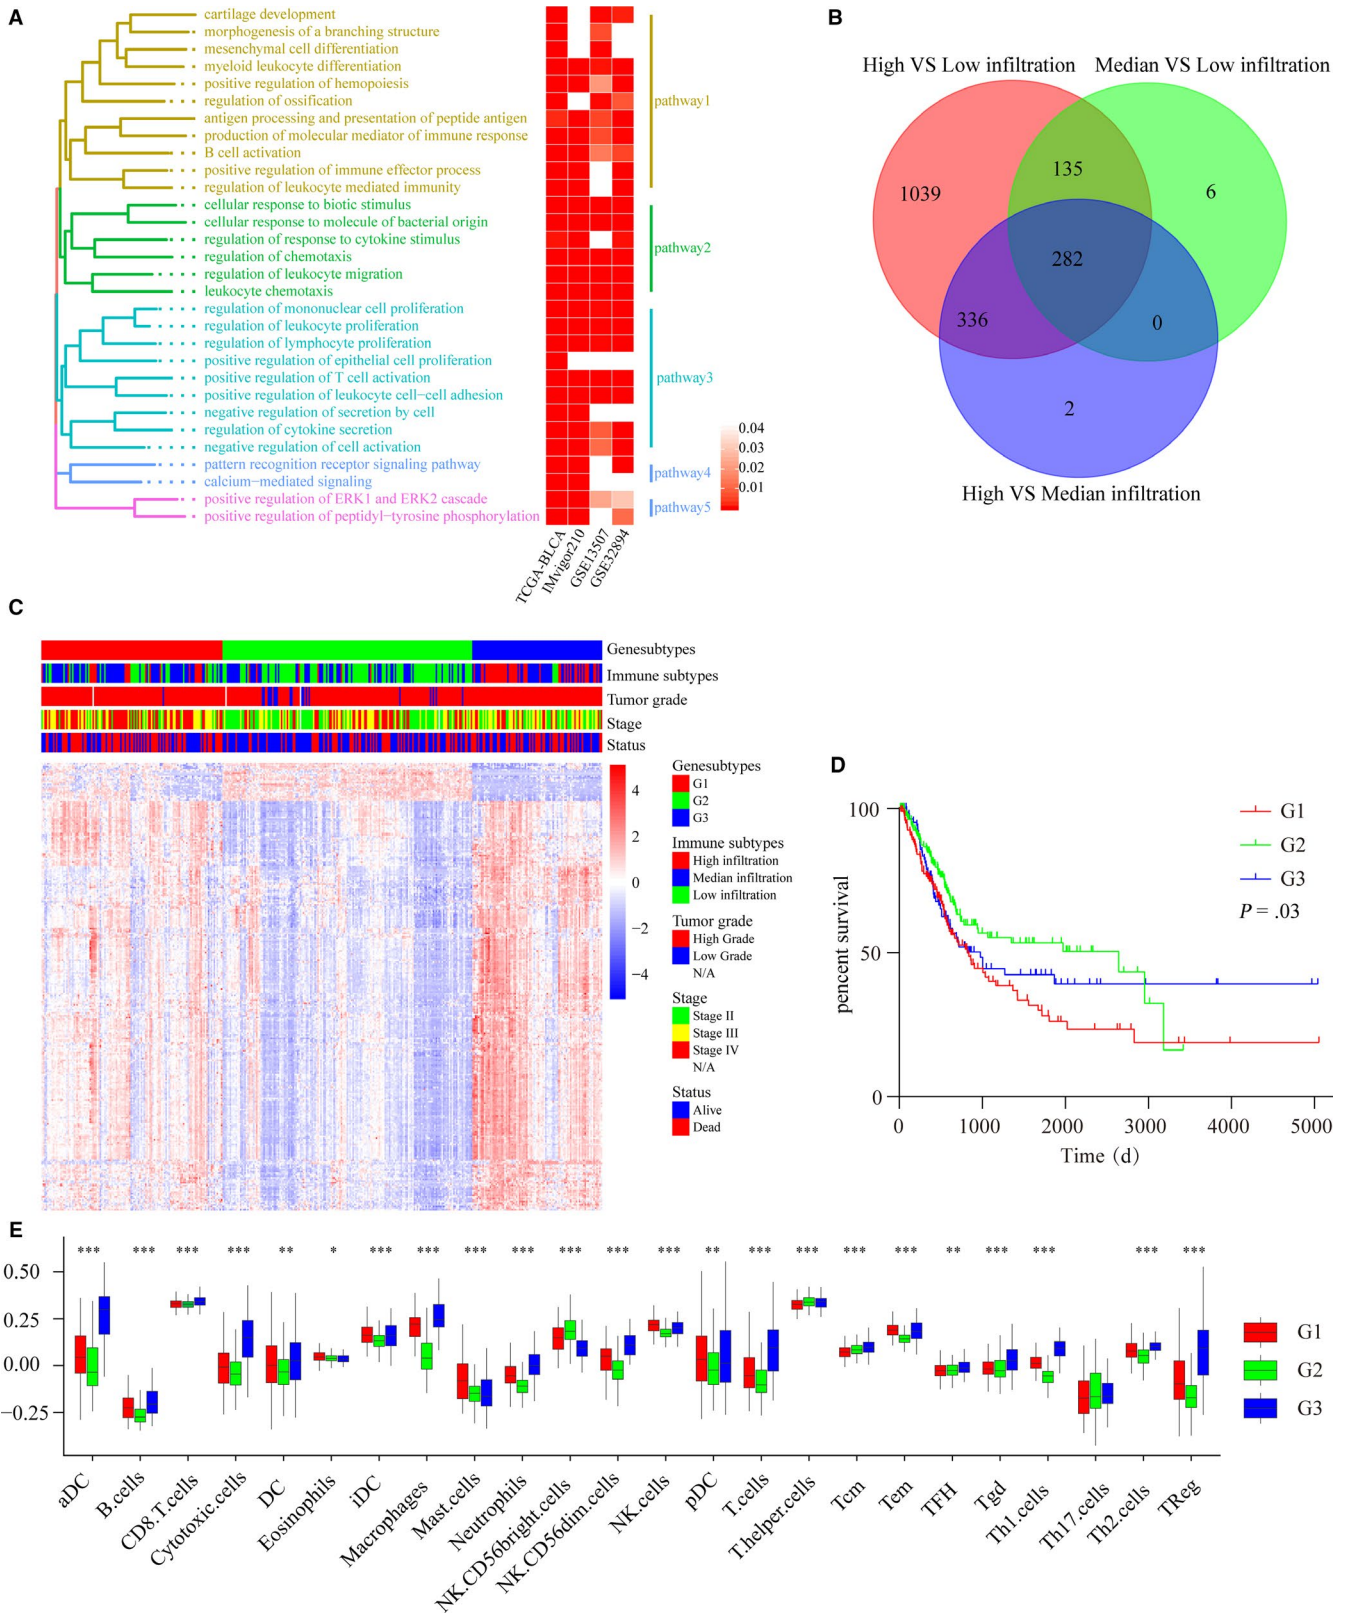 A
cartilage development
morphogenesis of a branching structure
mesenchymal cell differentiation
myeloid leukocyte differentiation
positive regulation of hemopoiesis
regulation of ossification
antigen processing and presentation of peptide antigen
production of molecular mediator of immune response
B cell activation
positive regulation of immune effector process
regulation of leukocyte mediated immunity
cellular response to biotic stimulus
cellular response to molecule of bacterial origin
regulation of response to cytokine stimulus
regulation of chemotaxis
regulation of leukocyte migration
leukocyte chemotaxis
regulation of mononuclear cell proliferation
regulation of leukocyte proliferation
regulation of lymphocyte proliferation
positive regulation of epithelial cell proliferation
positive regulation of T cell activation
positive regulation of leukocyte cell−cell adhesion
negative regulation of secretion by cell
regulation of cytokine secretion
negative regulation of cell activation
pattern recognition receptor signaling pathway
calcium−mediated signaling
positive regulation of ERK1 and ERK2 cascade
positive regulation of peptidyl−tyrosine phosphorylation
pathway1
pathway2
pathway3
pathway4
pathway5
0.04
0.03
0.02
0.01
TCGA-BLCA
IMvigor210
GSE13507
GSE32894
B
High VS Low infiltration
Median VS Low infiltration
1039
135
6
282
336
0
2
High VS Median infiltration
C
Genesubtypes
Immune subtypes
Tumor grade
Stage
Status
4
2
0
−2
−4
Genesubtypes
G1
G2
G3
Immune subtypes
High infiltration
Median infiltration
Low infiltration
Tumor grade
High Grade
Low Grade
N/A
Stage
Stage II
Stage III
Stage IV
N/A
Status
Alive
Dead
D
100
50
0
pencent survival
0 1000 2000 3000 4000 5000
Time (d)
G1
G2
G3
P = .03
E
*** *** *** *** ** * *** *** *** *** *** *** *** ** *** *** *** *** ** *** *** *** ***
0.50
0.25
0.00
−0.25
aDC
B.cells
CD8.T.cells
Cytotoxic.cells
DC
Eosinophils
iDC
Macrophages
Mast.cells
Neutrophils
NK.CD56bright.cells
NK.CD56dim.cells
NK.cells
pDC
T.cells
T.helper.cells
Tcm
Tem
TFH
Tgd
Th1.cells
Th17.cells
Th2.cells
TReg
G1
G2
G3